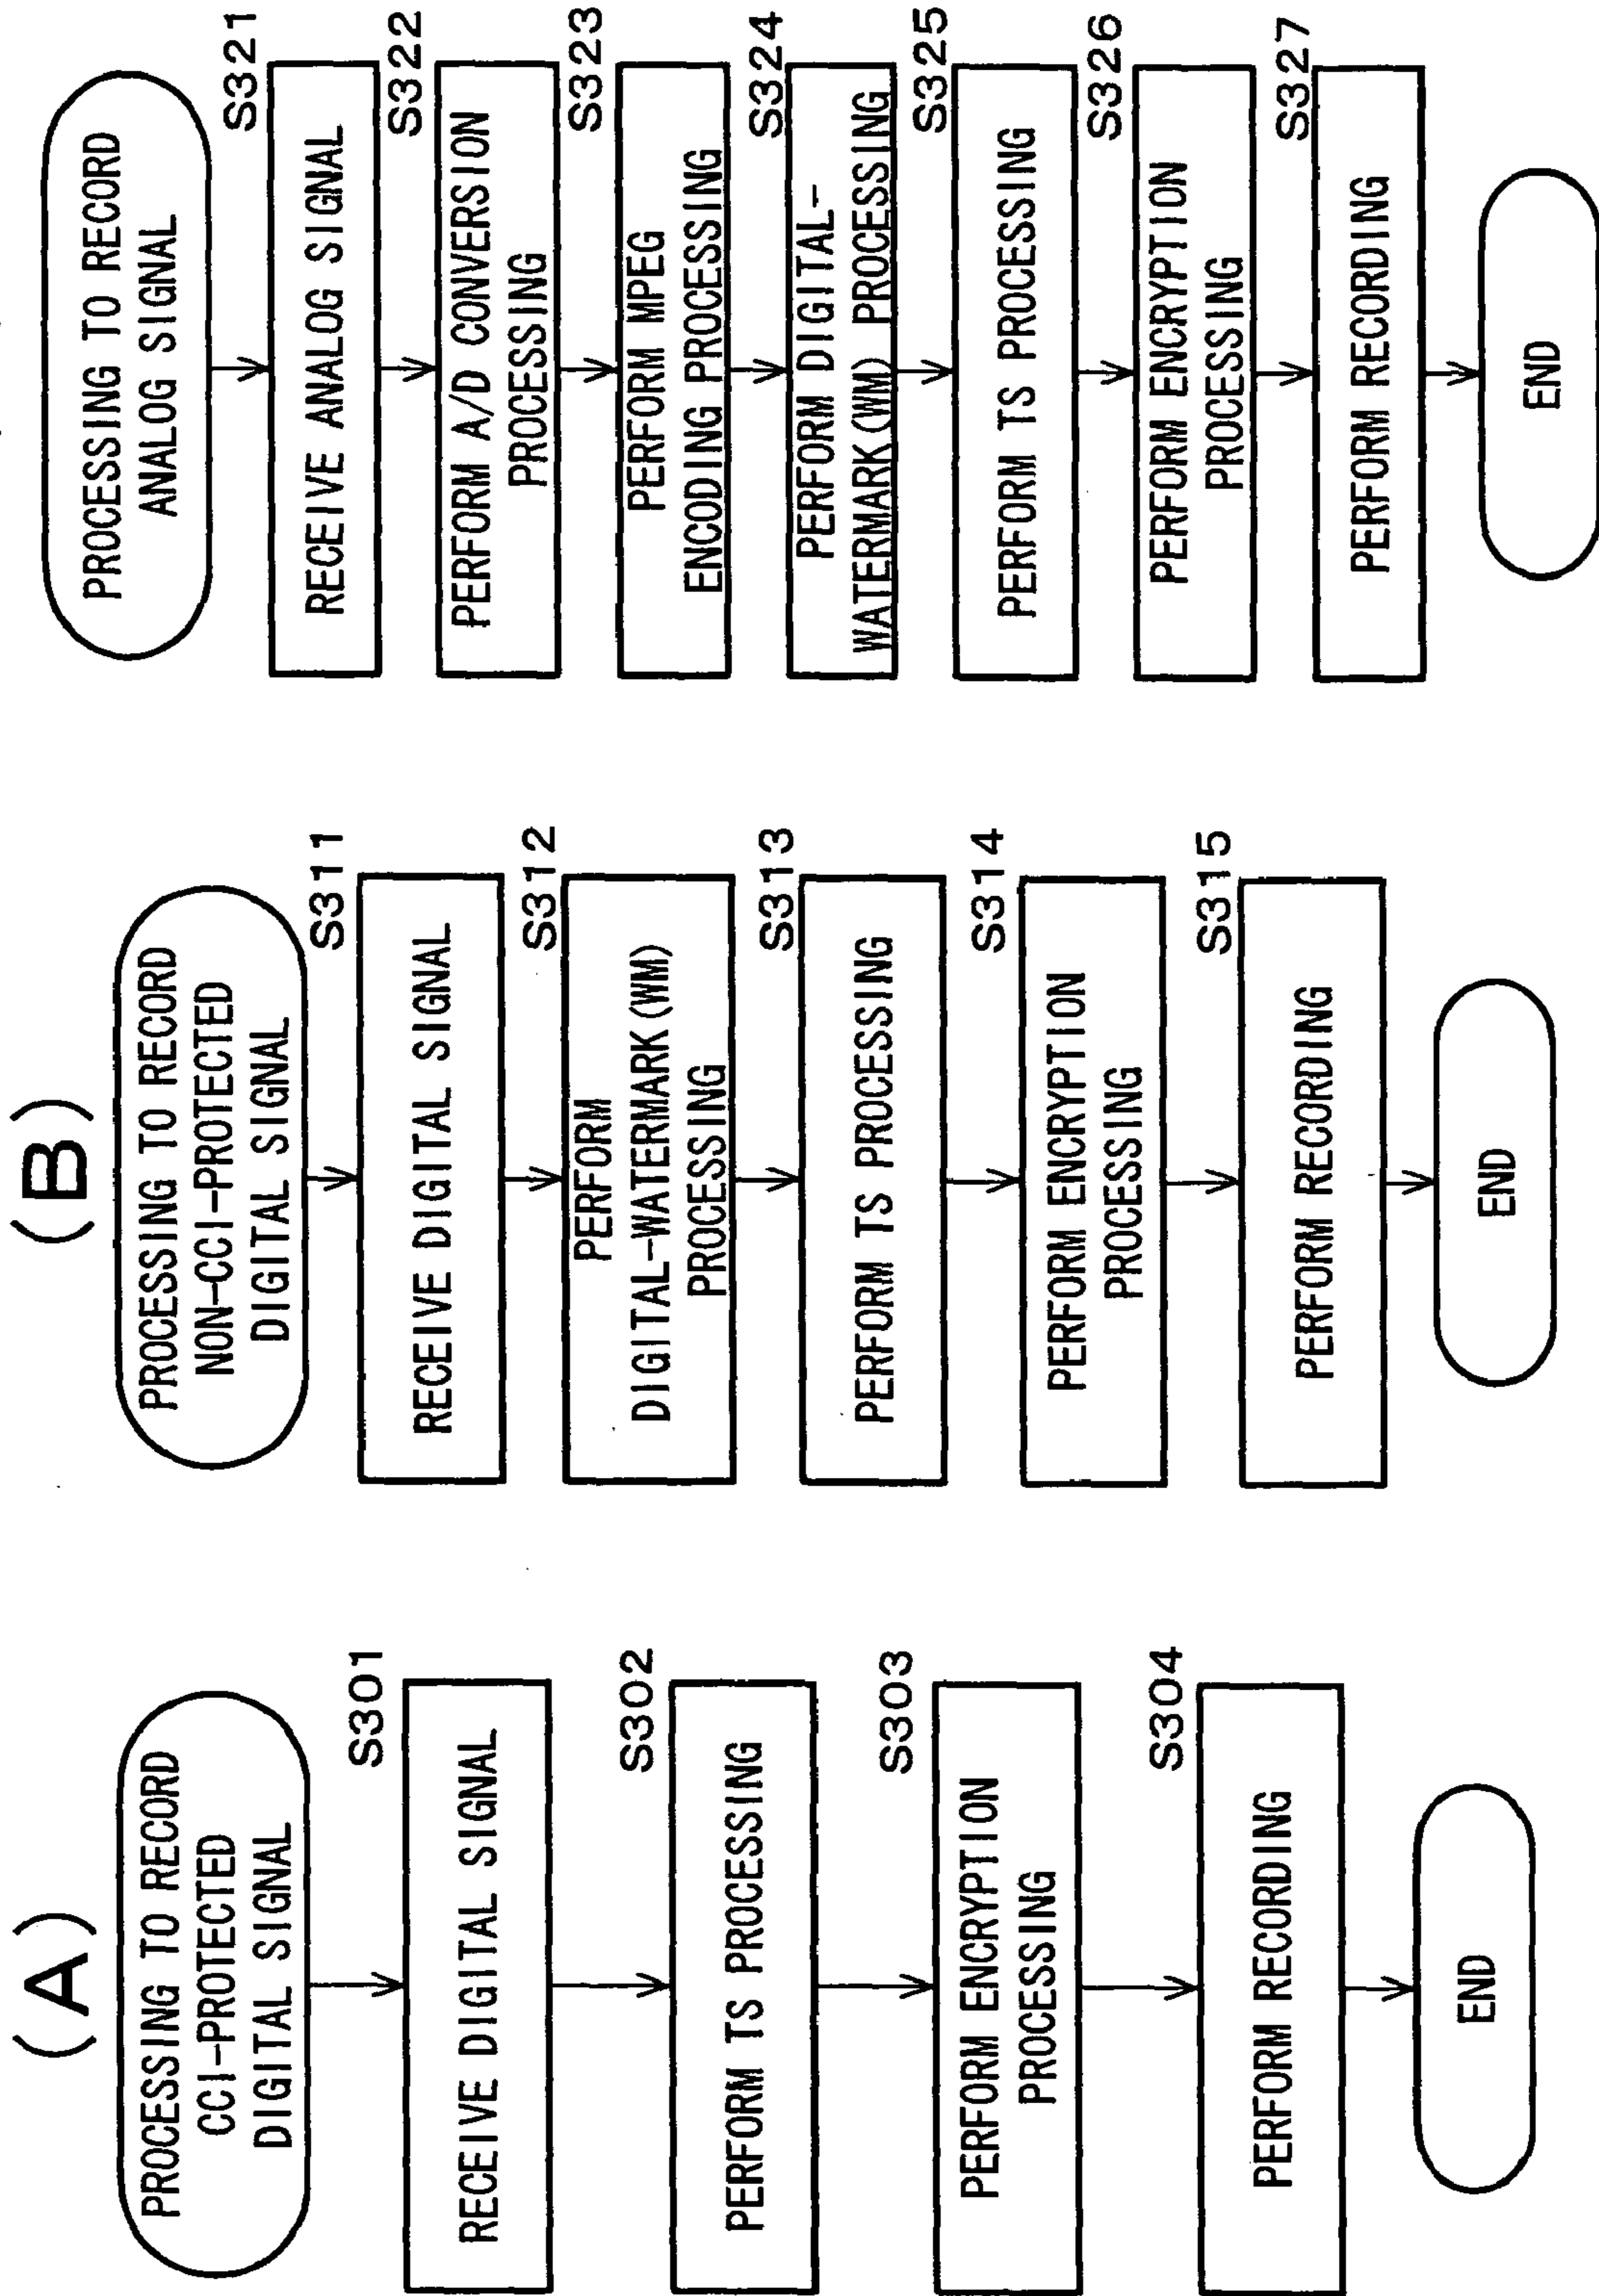 (A)
PROCESSING TO RECORD
CCI-PROTECTED
DIGITAL SIGNAL
S301
RECEIVE DIGITAL SIGNAL
S302
PERFORM TS PROCESSING
S303
PERFORM ENCRYPTION
PROCESSING
S304
PERFORM RECORDING
END
(B)
PROCESSING TO RECORD
NON-CCI-PROTECTED
DIGITAL SIGNAL
S311
RECEIVE DIGITAL SIGNAL
S312
PERFORM
DIGITAL-WATERMARK(WM)
PROCESSING
S313
PERFORM TS PROCESSING
S314
PERFORM ENCRYPTION
PROCESSING
S315
PERFORM RECORDING
END
PROCESSING TO RECORD
ANALOG SIGNAL
S321
RECEIVE ANALOG SIGNAL
S322
PERFORM A/D CONVERSION
PROCESSING
S323
PERFORM MPEG
ENCODING PROCESSING
S324
PERFORM DIGITAL-
WATERMARK(WM) PROCESSING
S325
PERFORM TS PROCESSING
S326
PERFORM ENCRYPTION
PROCESSING
S327
PERFORM RECORDING
END